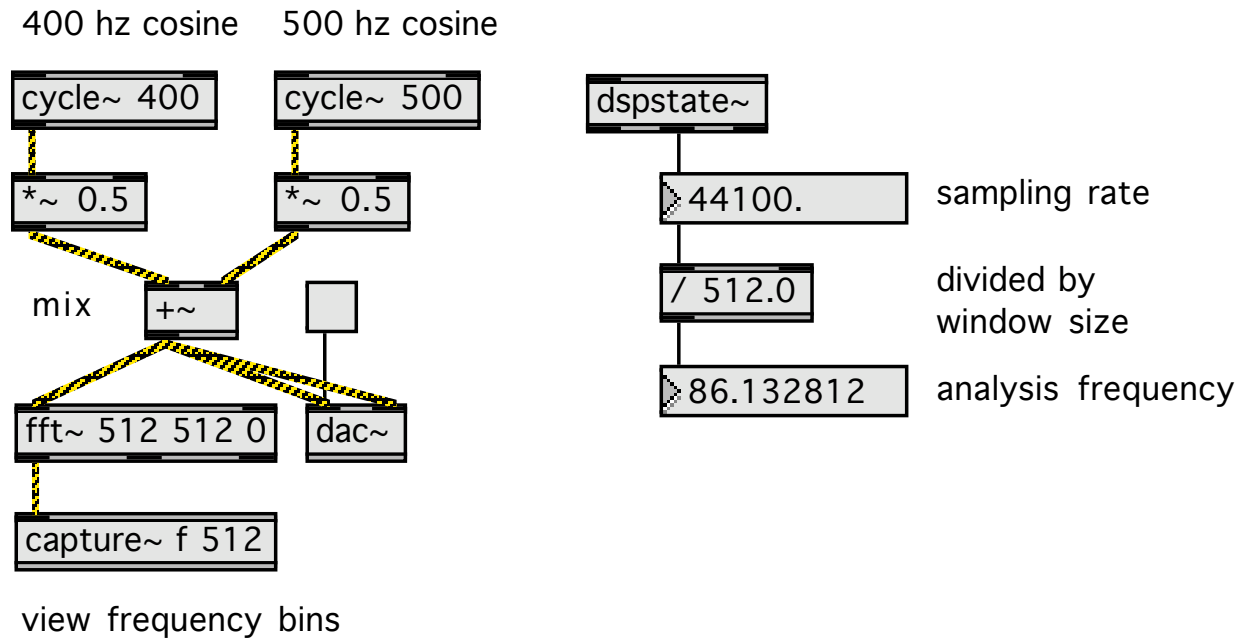 400 hz cosine
500 hz cosine
cycle~ 400
cycle~ 500
*~ 0.5
*~ 0.5
mix
+~
fft~ 512 512 0
dac~
capture~ f 512
view frequency bins
dspstate~
44100.
sampling rate
/ 512.0
divided by
window size
86.132812
analysis frequency